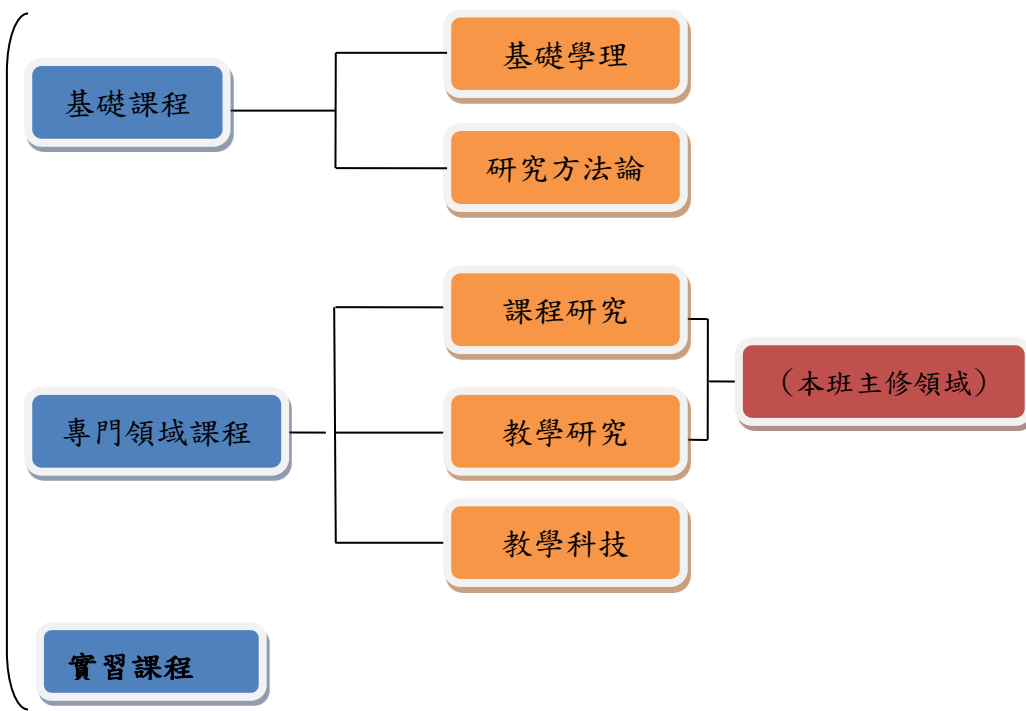 基礎課程
基礎學理
研究方法論
專門領域課程
課程研究
教學研究
教學科技
（本班主修領域）
實習課程